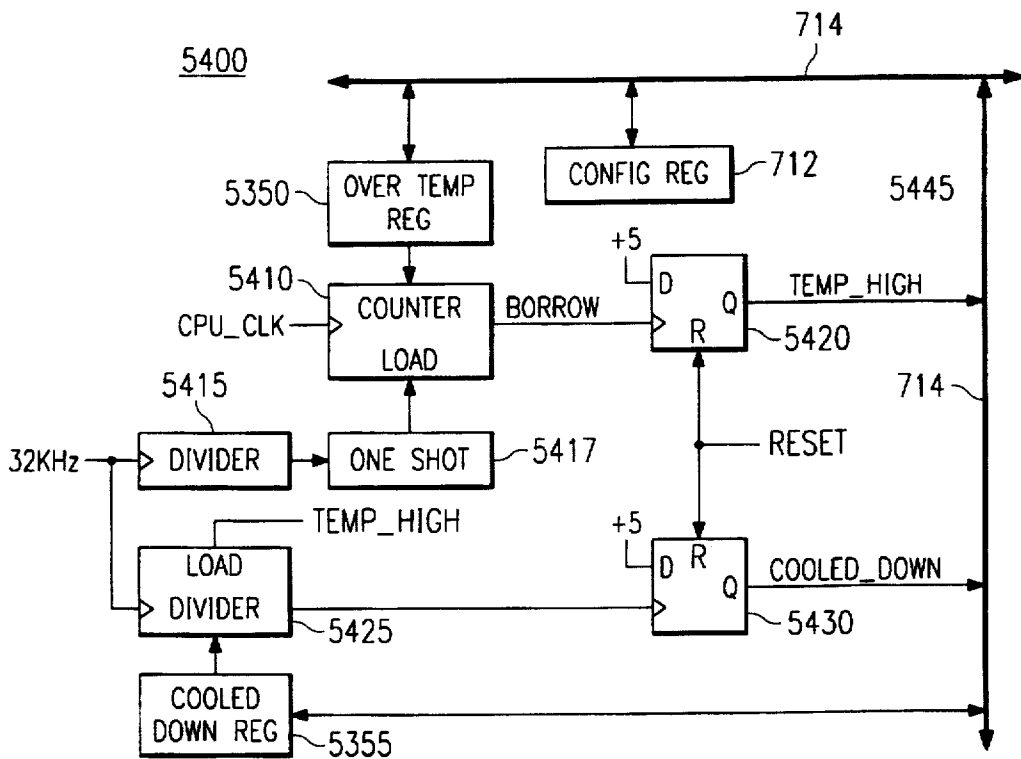 714
5400
5350
OVER TEMP
REG
CONFIG REG
712
5445
5410
COUNTER
LOAD
CPU_CLK
BORROW
+5
D
Q
R
TEMP_HIGH
5420
5415
714
32KHz
DIVIDER
ONE SHOT
5417
RESET
TEMP_HIGH
LOAD
DIVIDER
5425
+5
D
R
Q
COOLED_DOWN
5430
COOLED
DOWN REG
5355